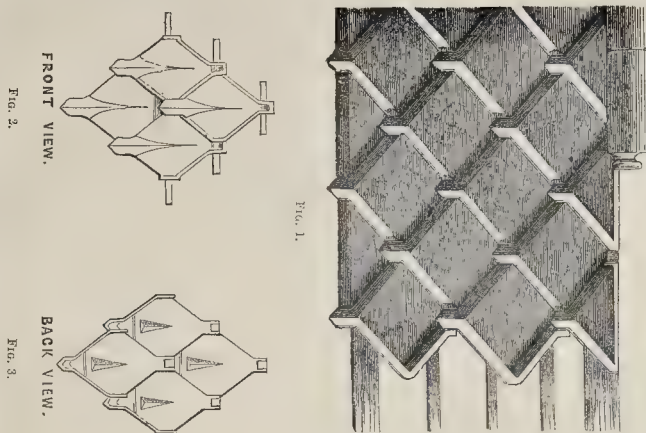 FIG. 1.
FRONT VIEW.
FIG. 2.
BACK VIEW.
FIG. 3.